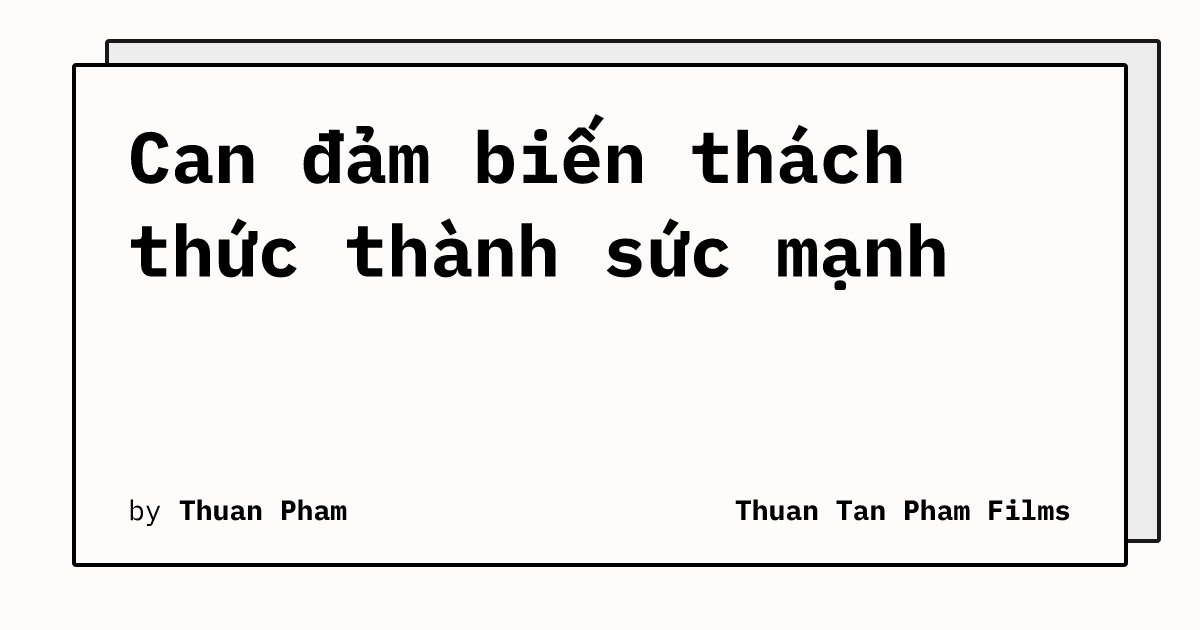 Can đảm biến thách
thức thành sức mạnh
by Thuan Pham
Thuan Tan Pham Films